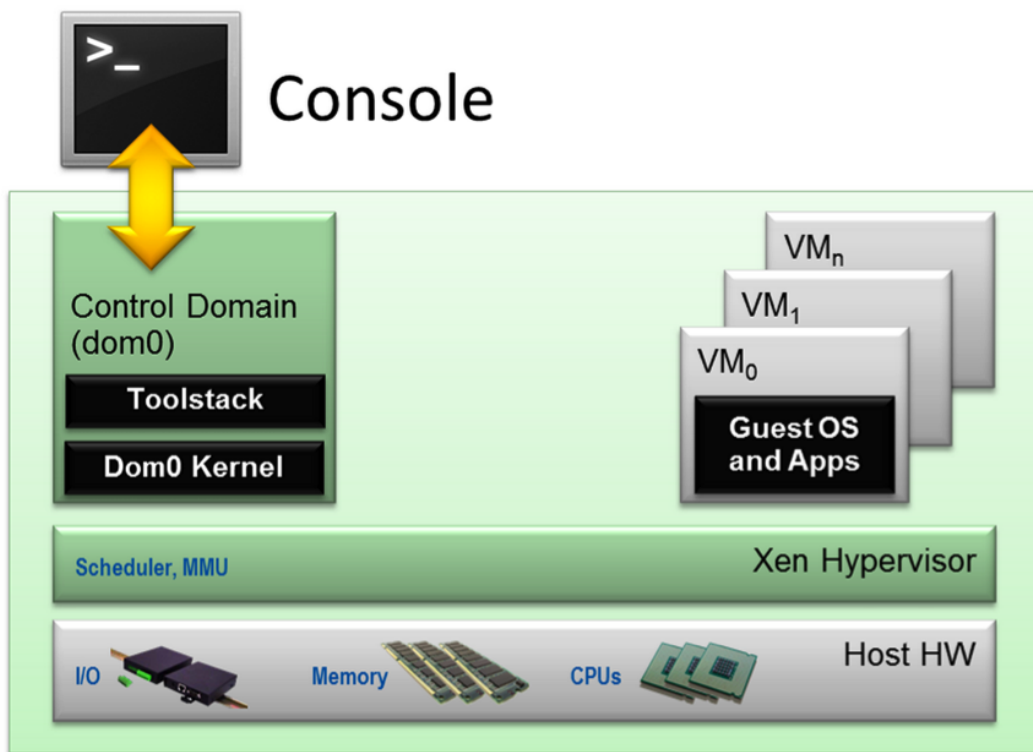 >_
Console
Control Domain
(dom0)
Toolstack
Dom0 Kernel
VMₙ
VM₁
VM₀
Guest OS
and Apps
Scheduler, MMU
Xen Hypervisor
Host HW
I/O
Memory
CPUs